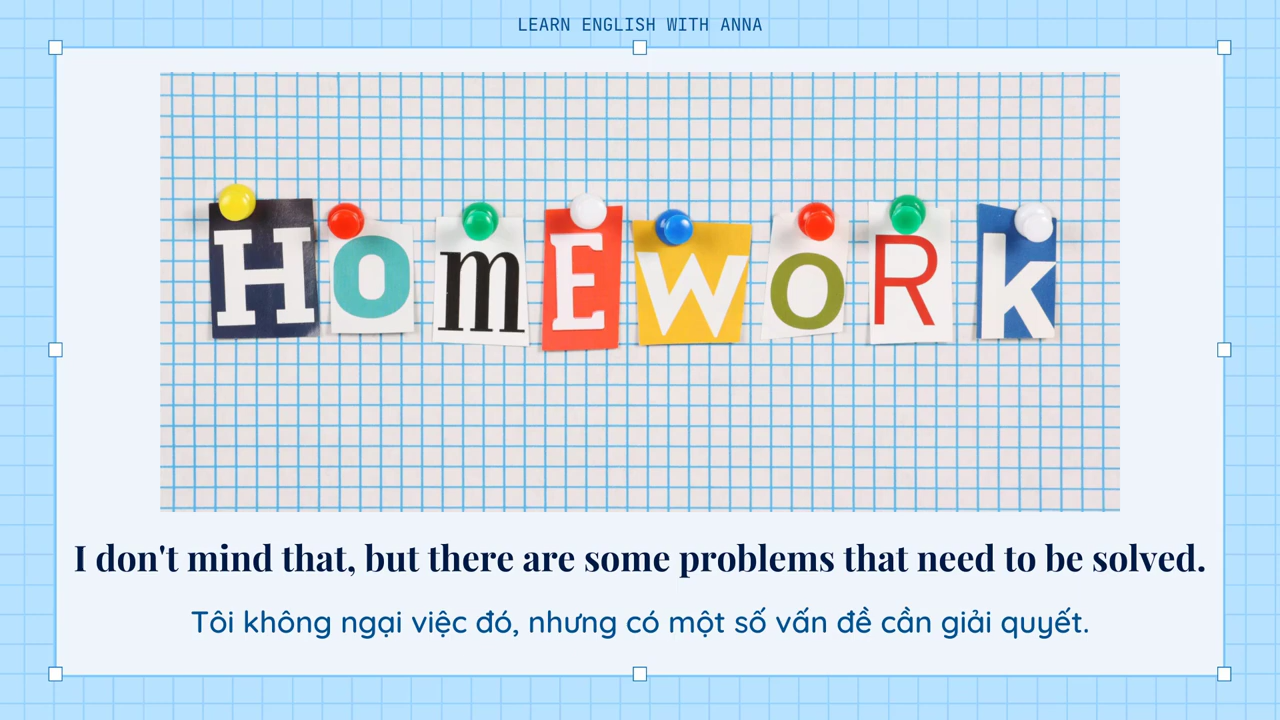 LEARN ENGLISH WITH ANNA
HomEwoRk
I don't mind that, but there are some problems that need to be solved.
Tôi không ngại việc đó, nhưng có một số vấn đề cần giải quyết.